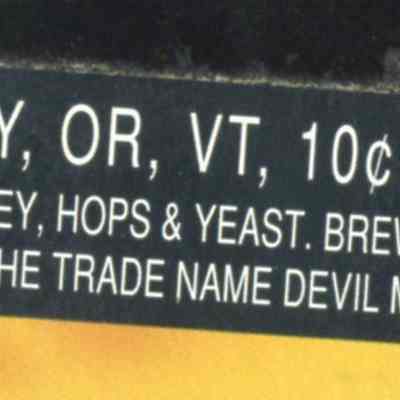 Y, OR, VT, 10¢
EY, HOPS & YEAST. BREW
HE TRADE NAME DEVIL M